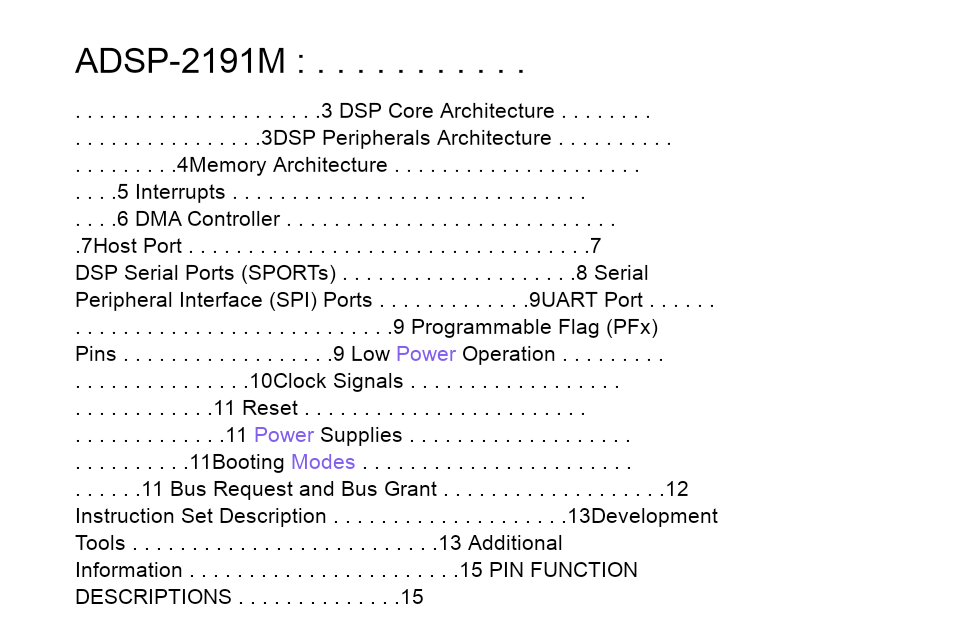 ADSP-2191M : . . . . . . . . . . .
. . . . . . . . . . . . . . . . . . . . .3 DSP Core Architecture . . . . . . . .
. . . . . . . . . . . . . . . .3DSP Peripherals Architecture . . . . . . . . . .
. . . . . . . . .4Memory Architecture . . . . . . . . . . . . . . . . . . . . .
. . . .5 Interrupts . . . . . . . . . . . . . . . . . . . . . . . . . . . . . .
. . . .6 DMA Controller . . . . . . . . . . . . . . . . . . . . . . . . . . . .
.7Host Port . . . . . . . . . . . . . . . . . . . . . . . . . . . . . . . . . .7
DSP Serial Ports (SPORTs) . . . . . . . . . . . . . . . . . . . .8 Serial
Peripheral Interface (SPI) Ports . . . . . . . . . . . . .9UART Port . . . . . .
. . . . . . . . . . . . . . . . . . . . . . . . . . .9 Programmable Flag (PFx)
Pins . . . . . . . . . . . . . . . . . .9 Low Power Operation . . . . . . . . .
. . . . . . . . . . . . . . .10Clock Signals . . . . . . . . . . . . . . . . . .
. . . . . . . . . . . .11 Reset . . . . . . . . . . . . . . . . . . . . . . . .
. . . . . . . . . . . . .11 Power Supplies . . . . . . . . . . . . . . . . . . .
. . . . . . . . . .11Booting Modes . . . . . . . . . . . . . . . . . . . . . . .
. . . . . .11 Bus Request and Bus Grant . . . . . . . . . . . . . . . . . . .12
Instruction Set Description . . . . . . . . . . . . . . . . . . . .13Development
Tools . . . . . . . . . . . . . . . . . . . . . . . . . .13 Additional
Information . . . . . . . . . . . . . . . . . . . . . . .15 PIN FUNCTION
DESCRIPTIONS . . . . . . . . . . . . . .15